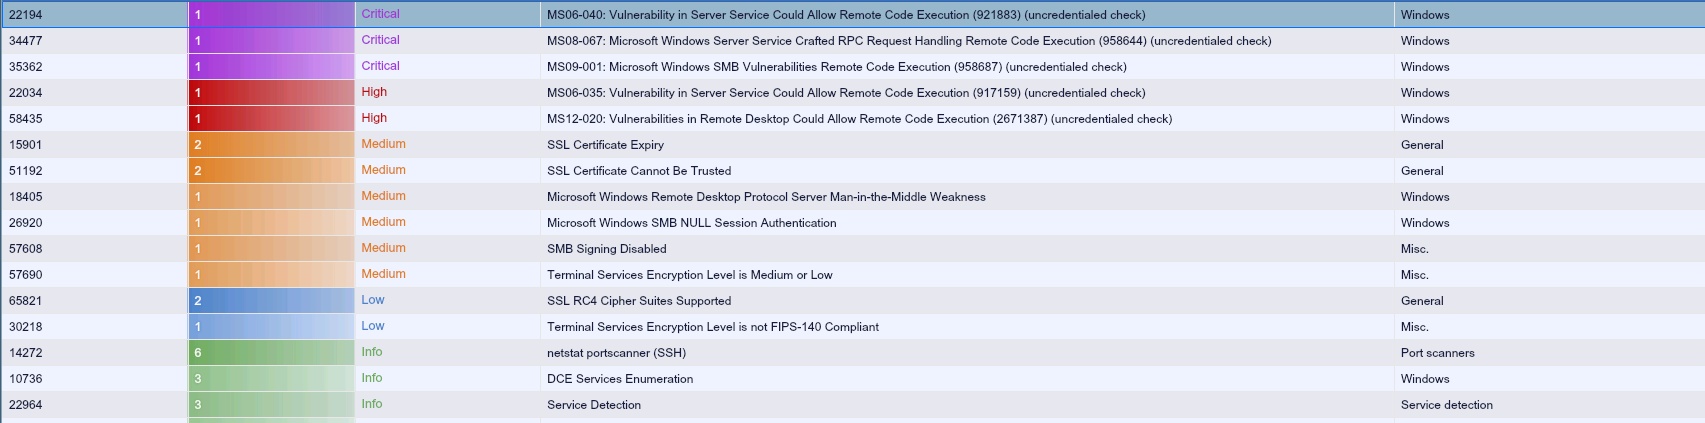 22194 1 Critical MS06-040: Vulnerability in Server Service Could Allow Remote Code Execution (921883) (uncredentialed check) Windows
34477 1 Critical MS08-067: Microsoft Windows Server Service Crafted RPC Request Handling Remote Code Execution (958644) (uncredentialed check) Windows
35362 1 Critical MS09-001: Microsoft Windows SMB Vulnerabilities Remote Code Execution (958687) (uncredentialed check) Windows
22034 1 High MS06-035: Vulnerability in Server Service Could Allow Remote Code Execution (917159) (uncredentialed check) Windows
58435 1 High MS12-020: Vulnerabilities in Remote Desktop Could Allow Remote Code Execution (2671387) (uncredentialed check) Windows
15901 2 Medium SSL Certificate Expiry General
51192 2 Medium SSL Certificate Cannot Be Trusted General
18405 1 Medium Microsoft Windows Remote Desktop Protocol Server Man-in-the-Middle Weakness Windows
26920 1 Medium Microsoft Windows SMB NULL Session Authentication Windows
57608 1 Medium SMB Signing Disabled Misc.
57690 1 Medium Terminal Services Encryption Level is Medium or Low Misc.
65821 2 Low SSL RC4 Cipher Suites Supported General
30218 1 Low Terminal Services Encryption Level is not FIPS-140 Compliant Misc.
14272 6 Info netstat portscanner (SSH) Port scanners
10736 3 Info DCE Services Enumeration Windows
22964 3 Info Service Detection Service detection